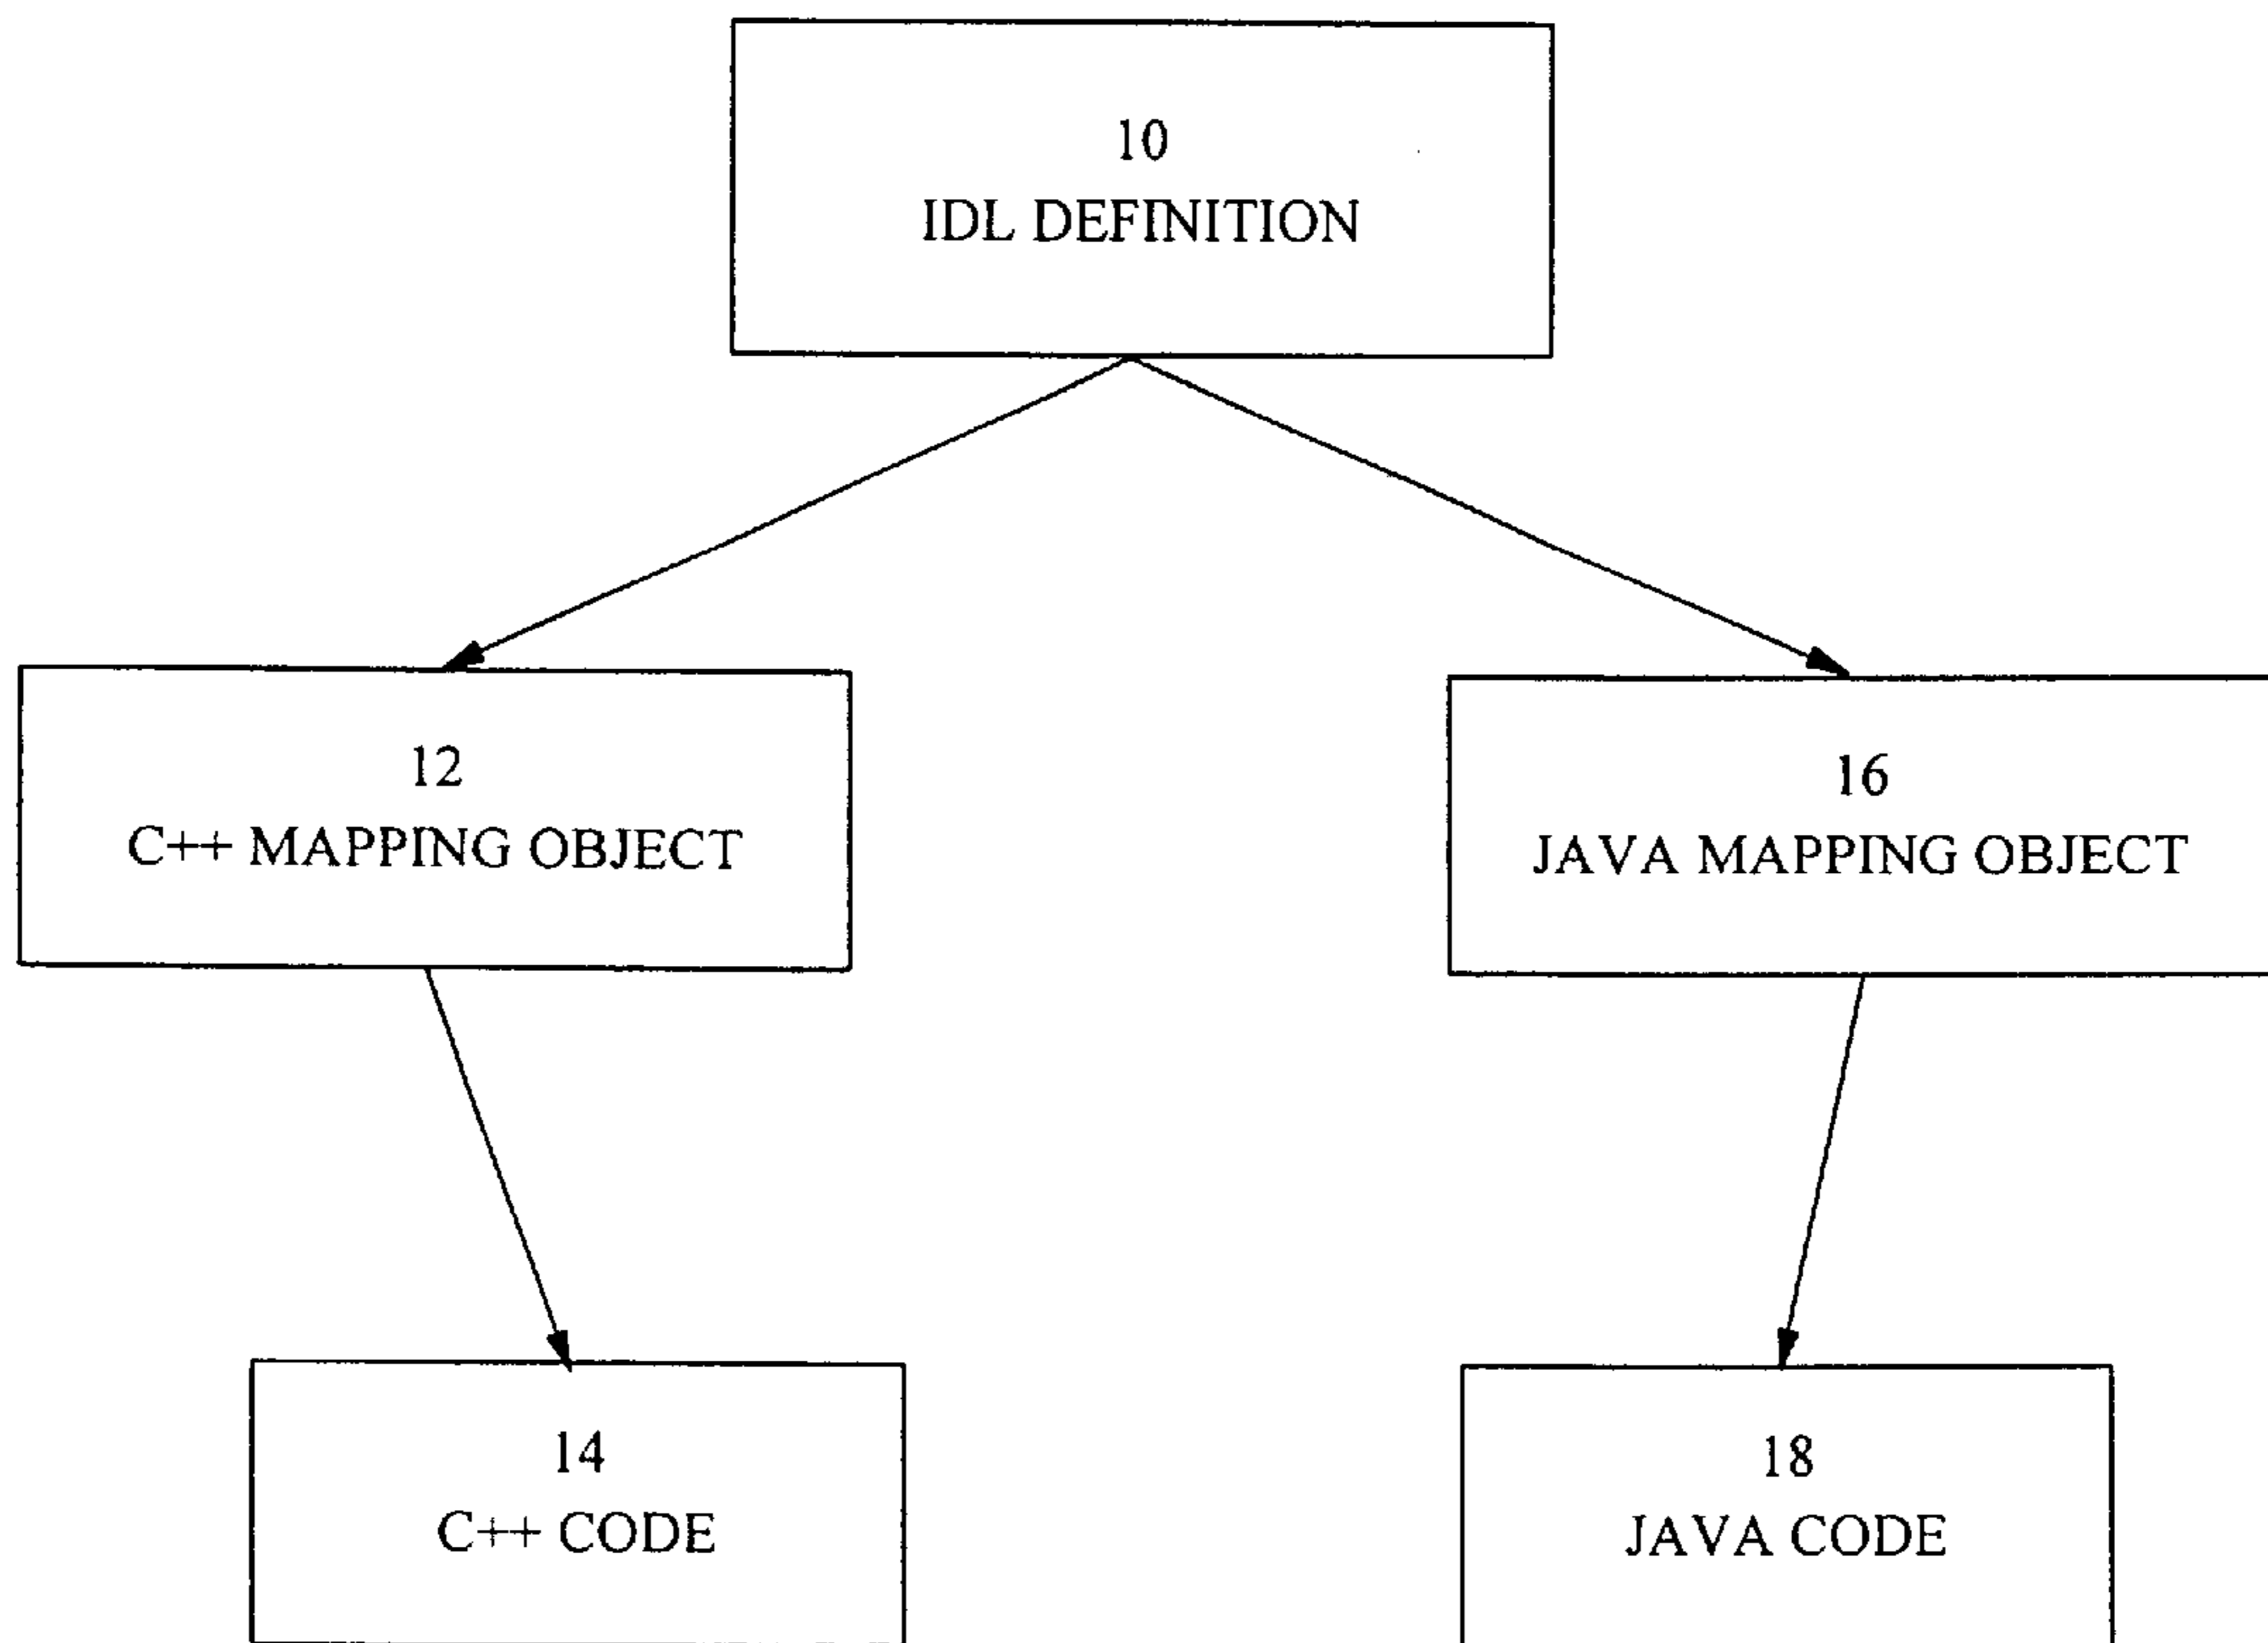 10
IDL DEFINITION
12
C++ MAPPING OBJECT
16
JAVA MAPPING OBJECT
14
C++ CODE
18
JAVA CODE